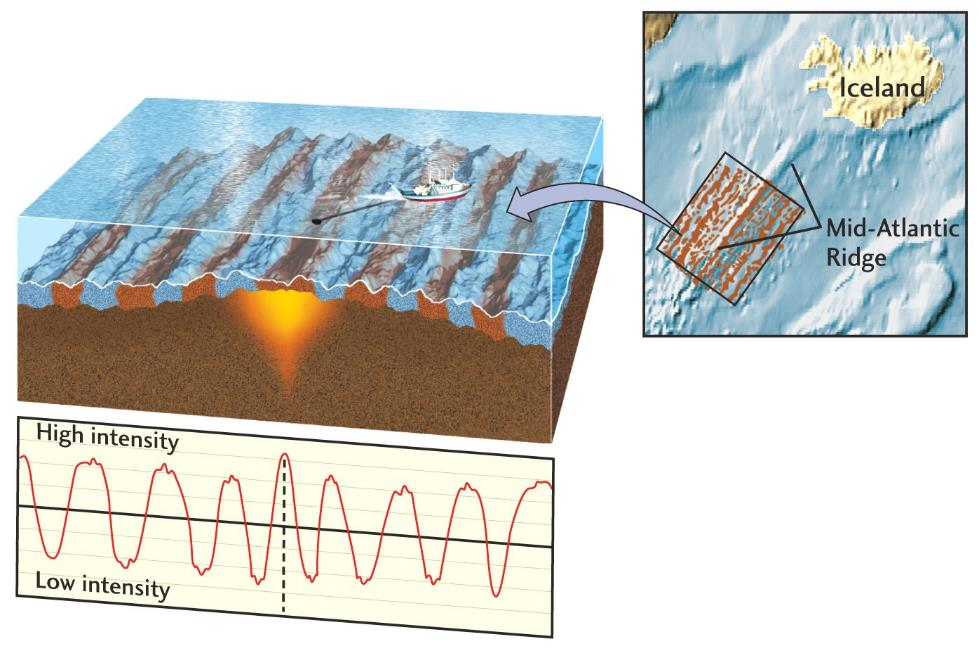 Iceland
Mid-Atlantic
Ridge
High intensity
Low intensity